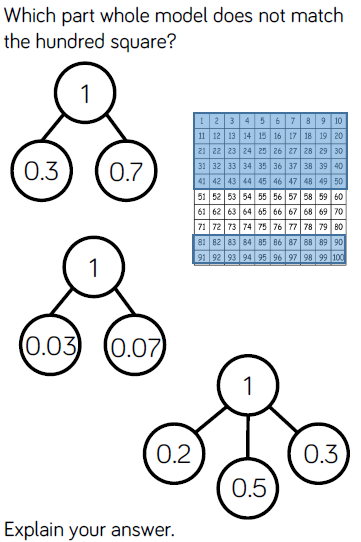 Which part whole model does not match
the hundred square?
1
0.3 0.7
1 2 3 4 5 6 7 8 9 10
11 12 13 14 15 16 17 18 19 20
21 22 23 24 25 26 27 28 29 30
31 32 33 34 35 36 37 38 39 40
41 42 43 44 45 46 47 48 49 50
51 52 53 54 55 56 57 58 59 60
61 62 63 64 65 66 67 68 69 70
71 72 73 74 75 76 77 78 79 80
81 82 83 84 85 86 87 88 89 90
91 92 93 94 95 96 97 98 99 100
1
0.03 0.07
1
0.2 0.5 0.3
Explain your answer.